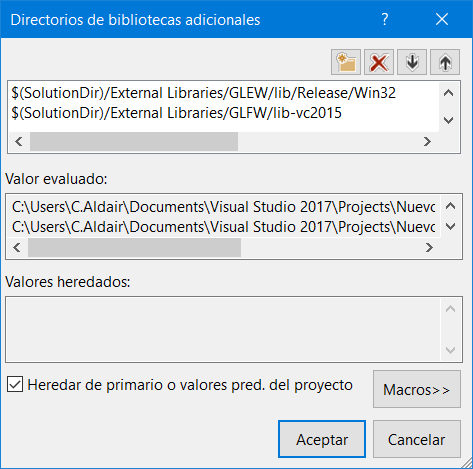 Directorios de bibliotecas adicionales
$(SolutionDir)/External Libraries/GLEW/lib/Release/Win32
$(SolutionDir)/External Libraries/GLFW/lib-vc2015
Valor evaluado:
C:\Users\C.Aldair\Documents\Visual Studio 2017\Projects\Nuevo
C:\Users\C.Aldair\Documents\Visual Studio 2017\Projects\Nuevo
Valores heredados:
Heredar de primario o valores pred. del proyecto
Macros>>
Aceptar
Cancelar